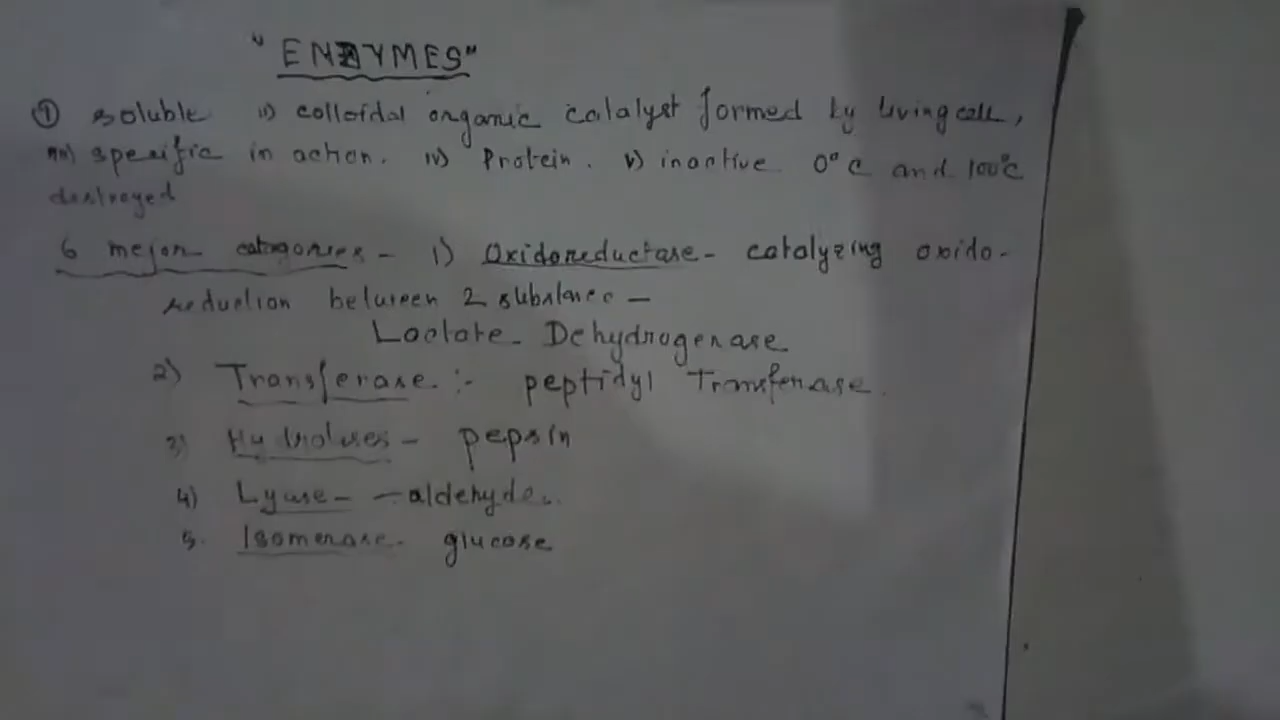 "ENZYMES"
① soluble ii) colloidal organic catalyst formed by living cell,
iii) specific in action. iv) Protein. v) inactive 0°C and 100°C
destroyed
6 mejor categories - 1) Oxidoreductase - catalyzing oxido-
reduction between 2 substance -
Lactate - Dehydrogenase
2) Transferase :- peptidyl Transferase.
3) Hydrolases - pepsin
4) Lyase - - aldehyde..
5. Isomerase - glucose